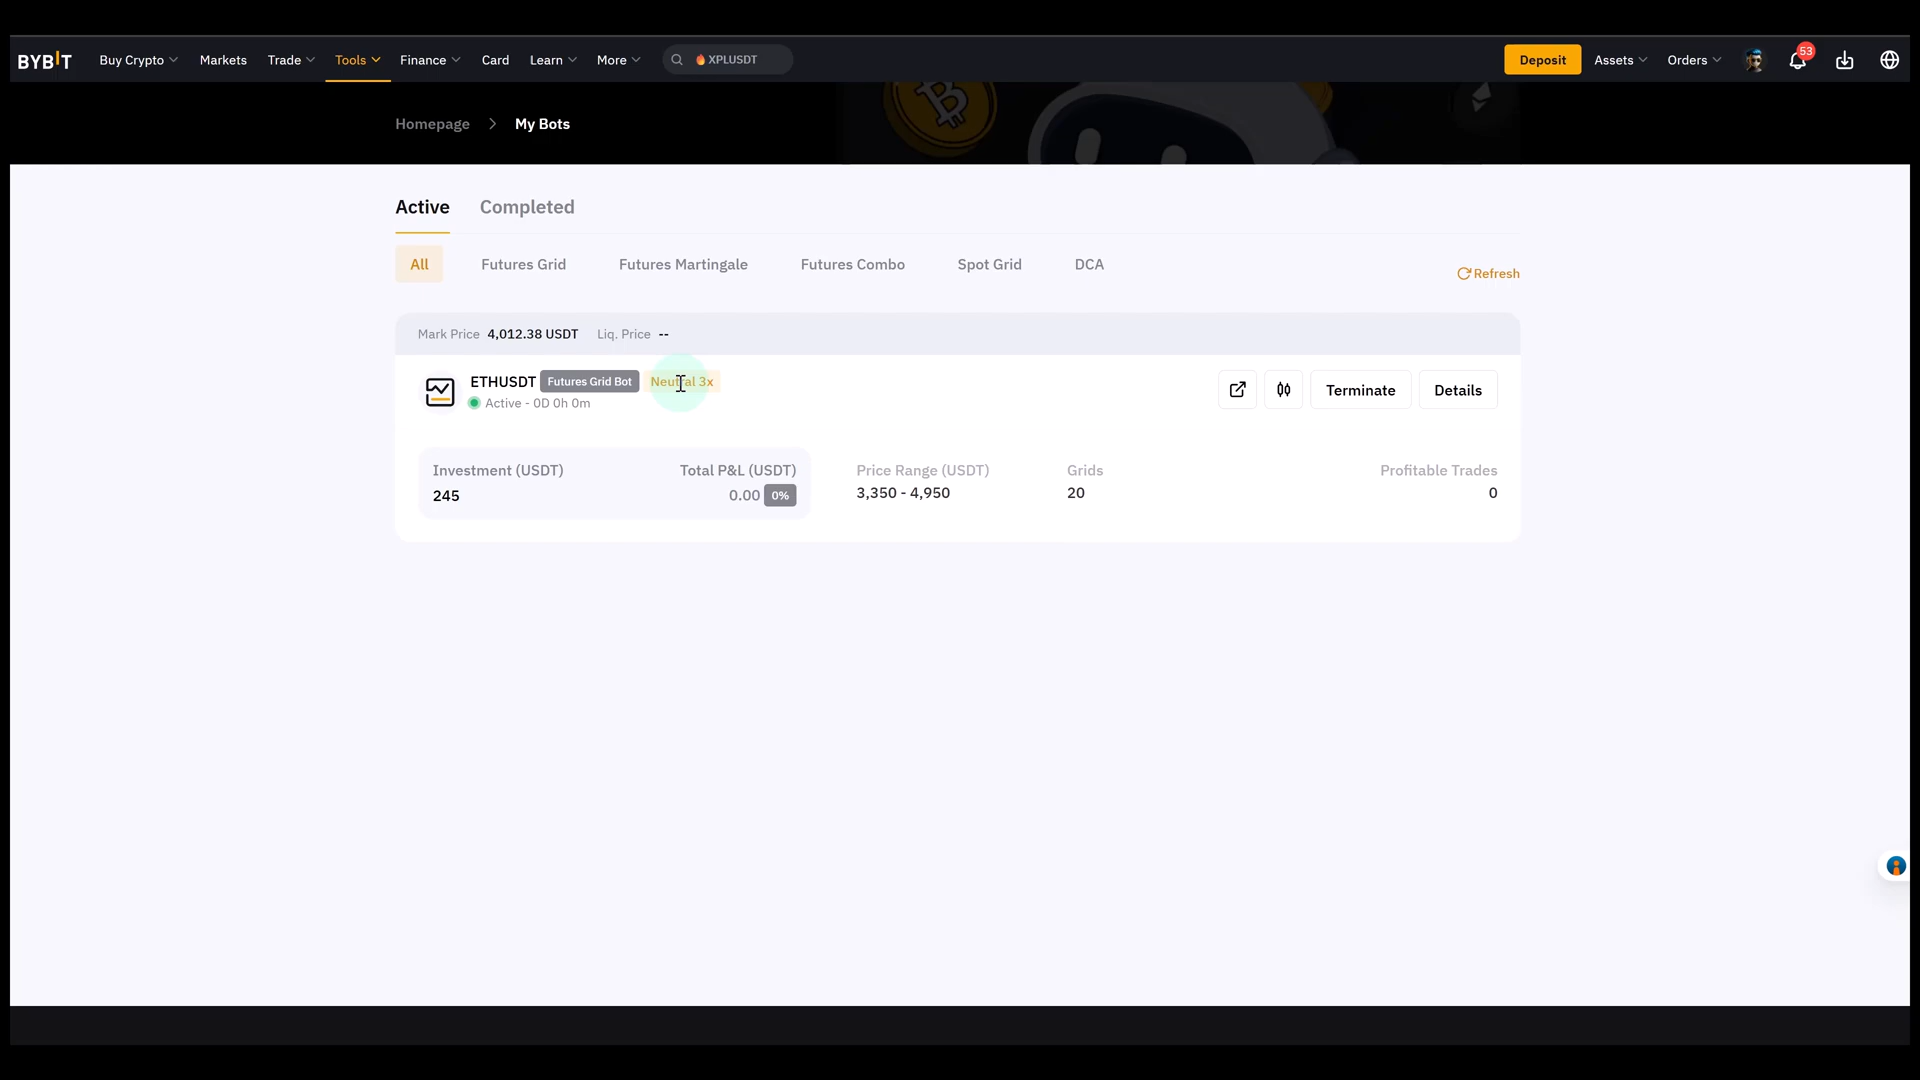 BYBIT Buy Crypto Markets Trade Tools Finance Card Learn More XPLUSDT Deposit Assets Orders 53
Homepage > My Bots
Active Completed
All Futures Grid Futures Martingale Futures Combo Spot Grid DCA
Refresh
Mark Price 4,012.38 USDT Liq. Price --
ETHUSDT Futures Grid Bot Neutral 3x
Active - 0D 0h 0m
Terminate Details
Investment (USDT) Total P&L (USDT) Price Range (USDT) Grids Profitable Trades
245 0.00 0% 3,350 - 4,950 20 0